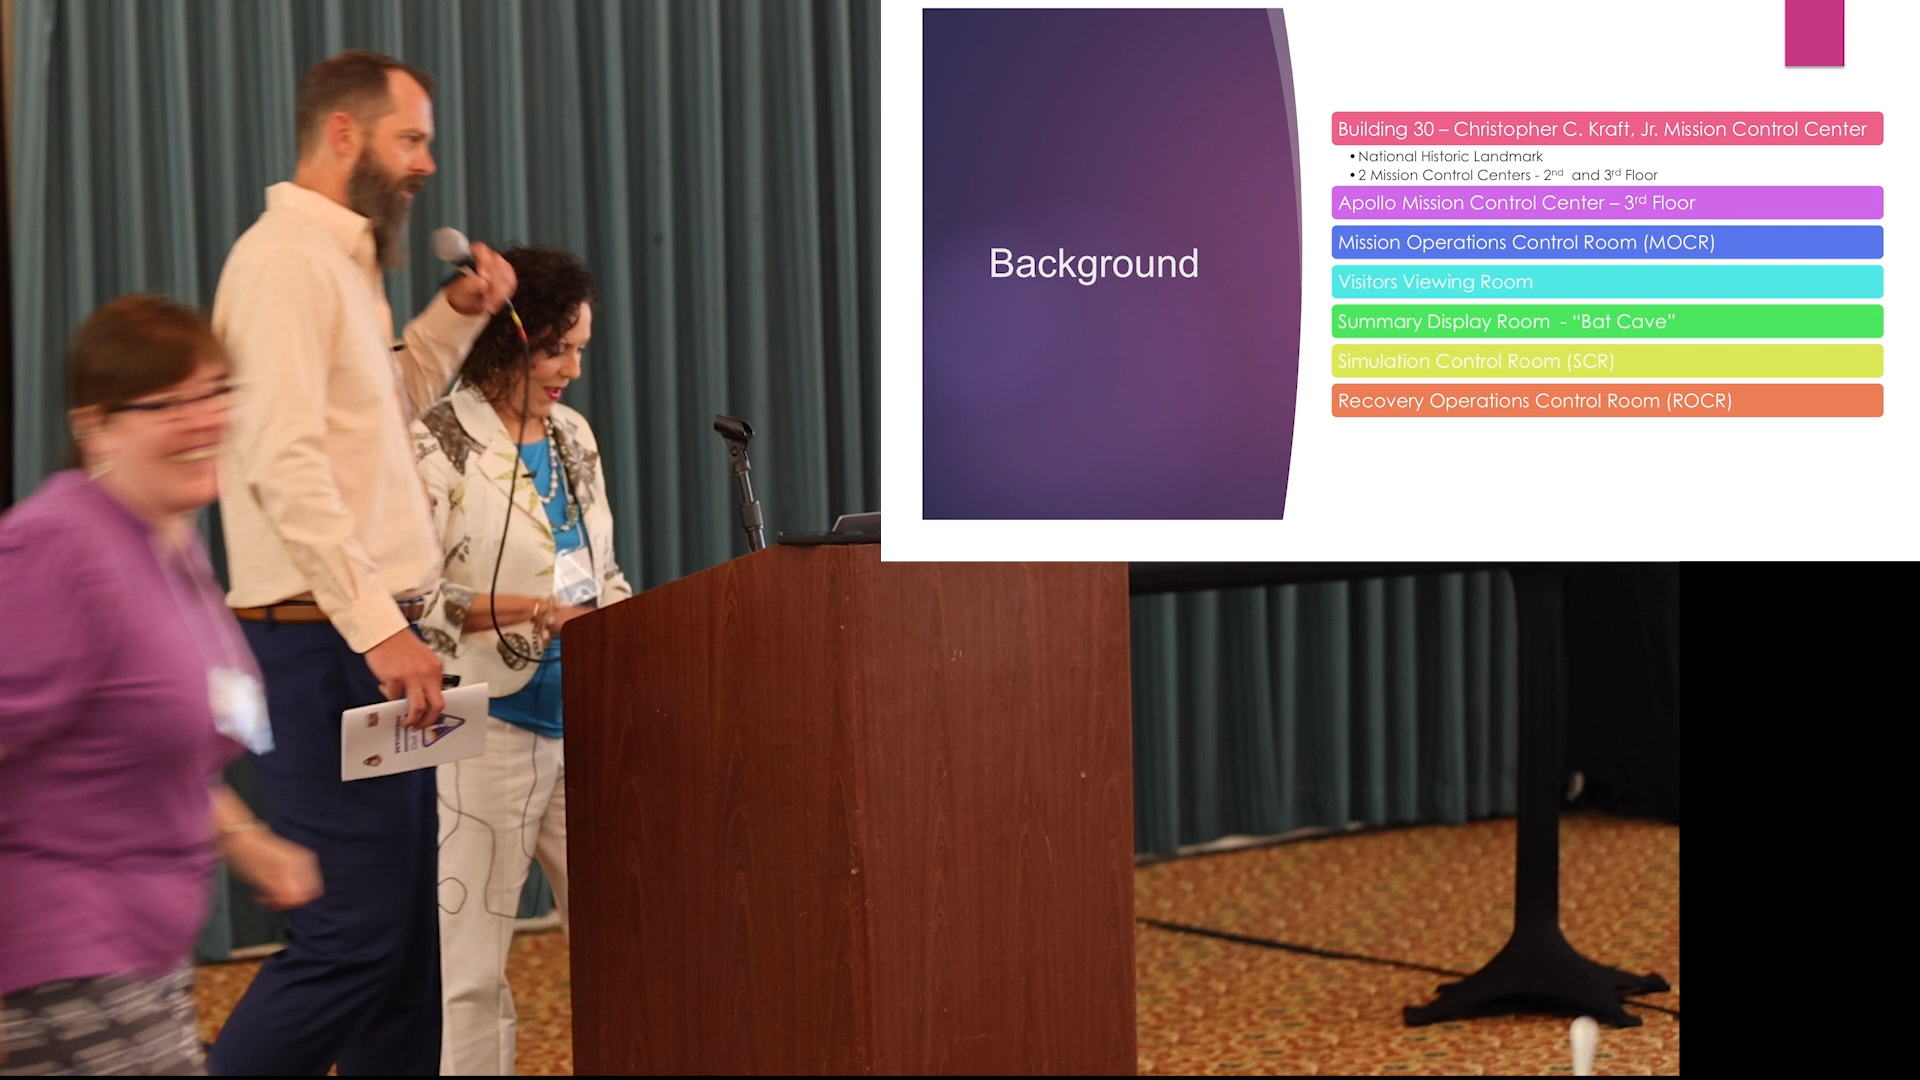 Background
Building 30 – Christopher C. Kraft, Jr. Mission Control Center
•National Historic Landmark
•2 Mission Control Centers - 2nd and 3rd Floor
Apollo Mission Control Center – 3rd Floor
Mission Operations Control Room (MOCR)
Visitors Viewing Room
Summary Display Room - “Bat Cave”
Simulation Control Room (SCR)
Recovery Operations Control Room (ROCR)